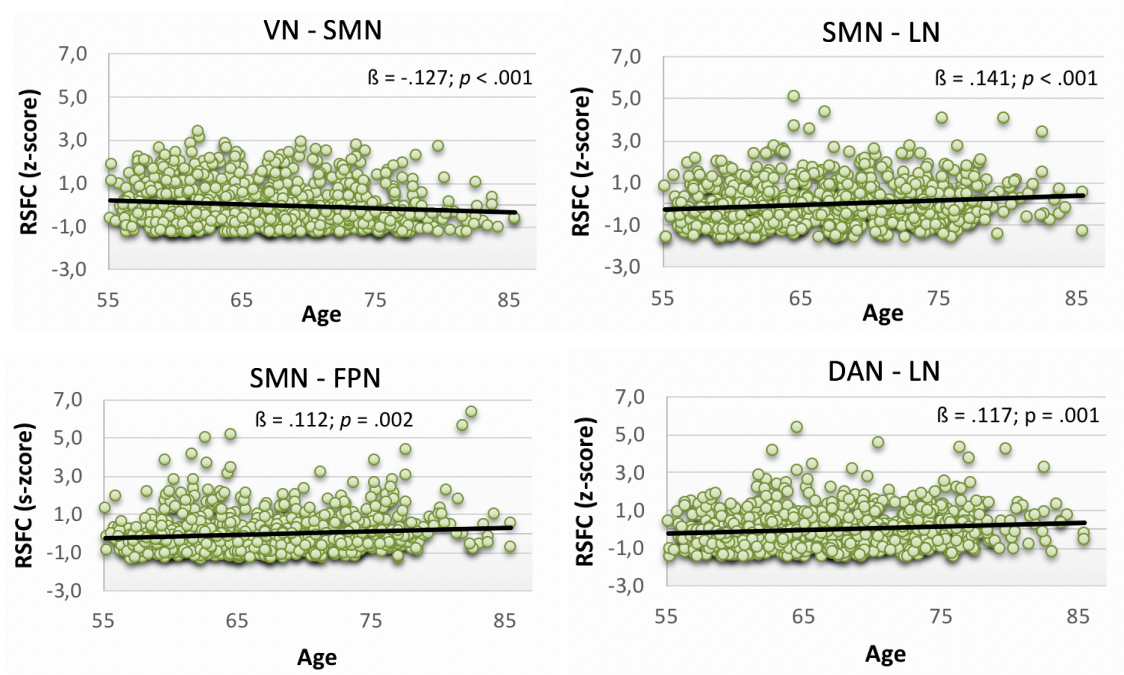 VN - SMN
7,0
5,0
3,0
1,0
-1,0
-3,0
RSFC (z-score)
ß = -.127; p < .001
55 65 75 85
Age
SMN - LN
7,0
5,0
3,0
1,0
-1,0
-3,0
RSFC (z-score)
ß = .141; p < .001
55 65 75 85
Age
SMN - FPN
7,0
5,0
3,0
1,0
-1,0
-3,0
RSFC (s-zcore)
ß = .112; p = .002
55 65 75 85
Age
DAN - LN
7,0
5,0
3,0
1,0
-1,0
-3,0
RSFC (z-score)
ß = .117; p = .001
55 65 75 85
Age